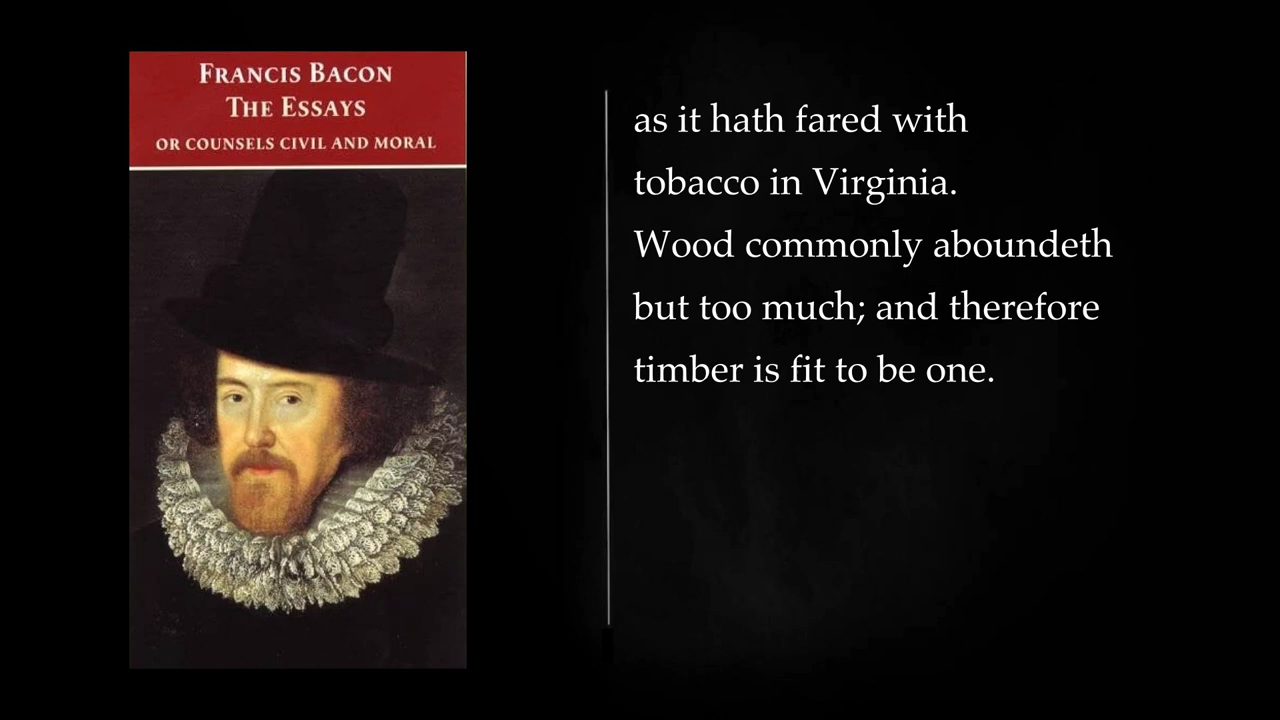 FRANCIS BACON
THE ESSAYS
OR COUNSELS CIVIL AND MORAL
as it hath fared with
tobacco in Virginia.
Wood commonly aboundeth
but too much; and therefore
timber is fit to be one.